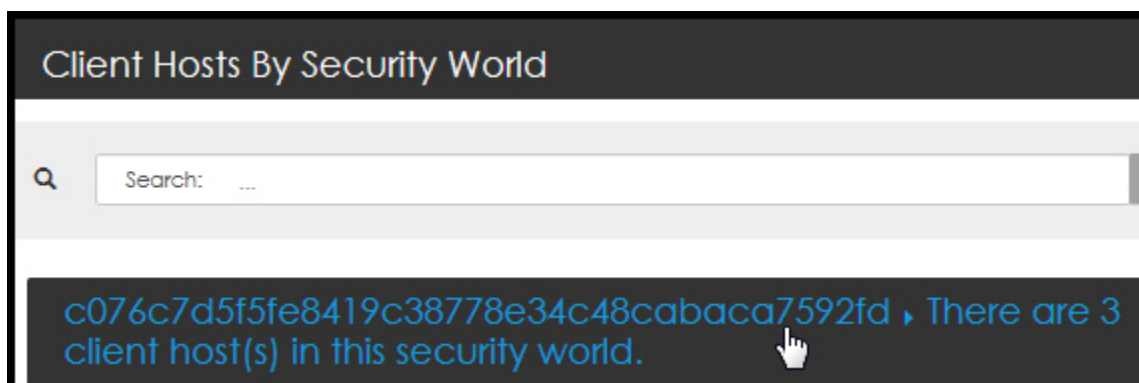 Client Hosts By Security World
Search: ...
c076c7d5f5fe8419c38778e34c48cabaca7592fd ▸ There are 3
client host(s) in this security world.